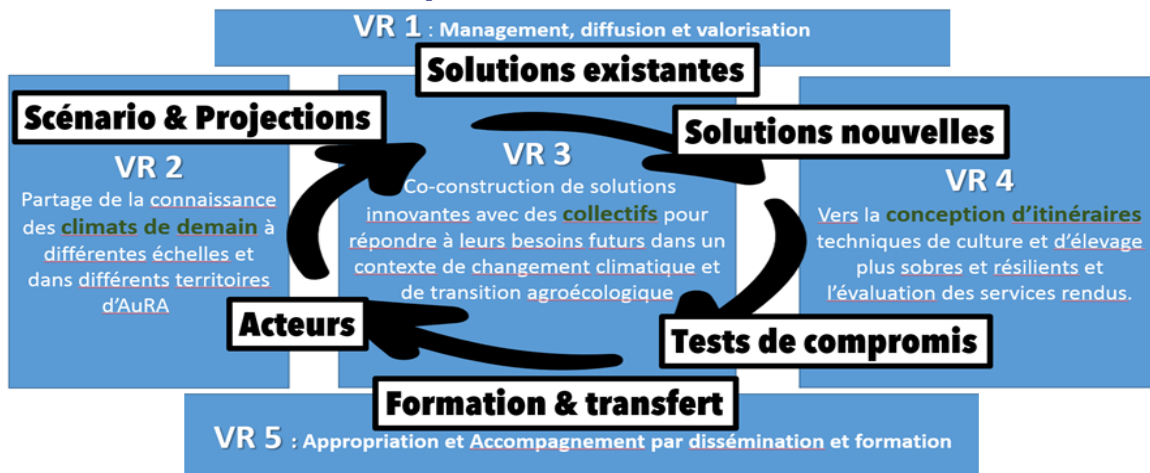 VR 1 : Management, diffusion et valorisation
Solutions existantes
Scénario & Projections
Solutions nouvelles
VR 2
Partage de la connaissance
des climats de demain à
différentes échelles et
dans différents territoires
d'AuRA
VR 3
Co-construction de solutions
innovantes avec des collectifs pour
répondre à leurs besoins futurs dans un
contexte de changement climatique et
de transition agroécologique
VR 4
Vers la conception d'itinéraires
techniques de culture et d'élevage
plus sobres et résilients et
l'évaluation des services rendus.
Acteurs
Tests de compromis
Formation & transfert
VR 5 : Appropriation et Accompagnement par dissémination et formation